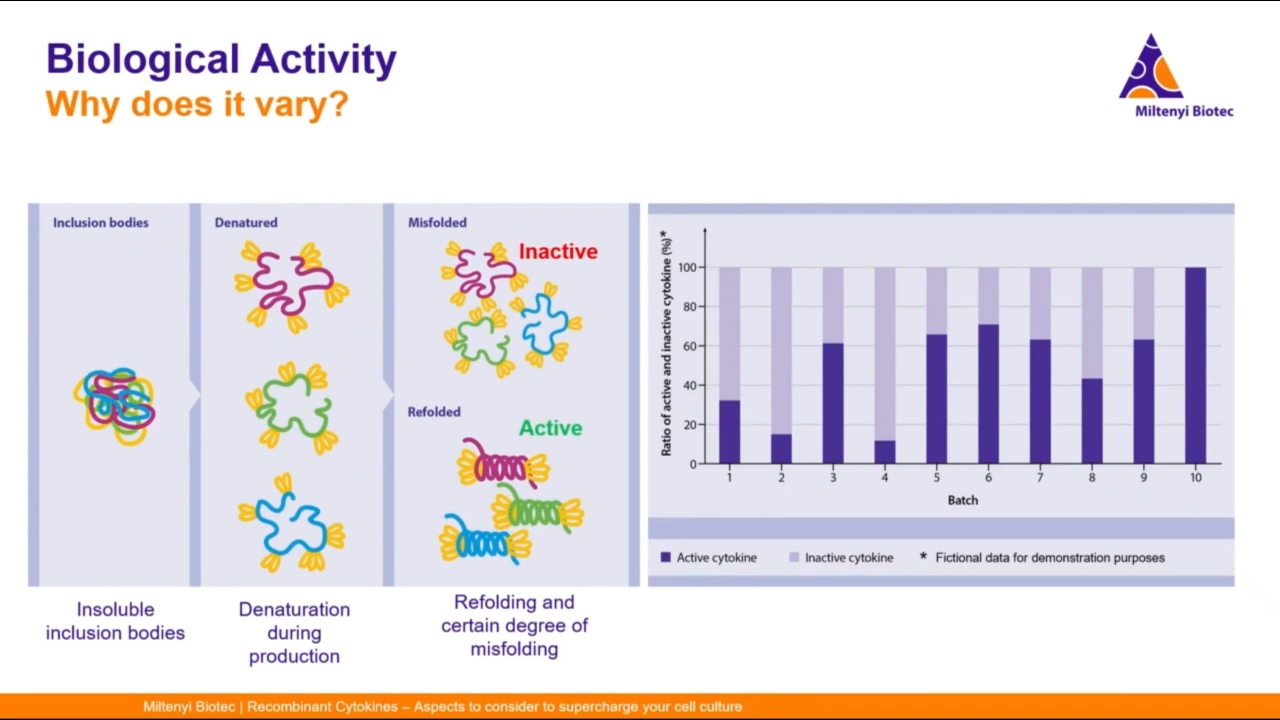 Biological Activity
Why does it vary?
Miltenyi Biotec
Inclusion bodies
Denatured
Misfolded
Inactive
Refolded
Active
Insoluble
inclusion bodies
Denaturation
during
production
Refolding and
certain degree of
misfolding
Ratio of active and inactive cytokine (%)*
100
80
60
40
20
0
1 2 3 4 5 6 7 8 9 10
Batch
Active cytokine Inactive cytokine * Fictional data for demonstration purposes
Miltenyi Biotec | Recombinant Cytokines – Aspects to consider to supercharge your cell culture